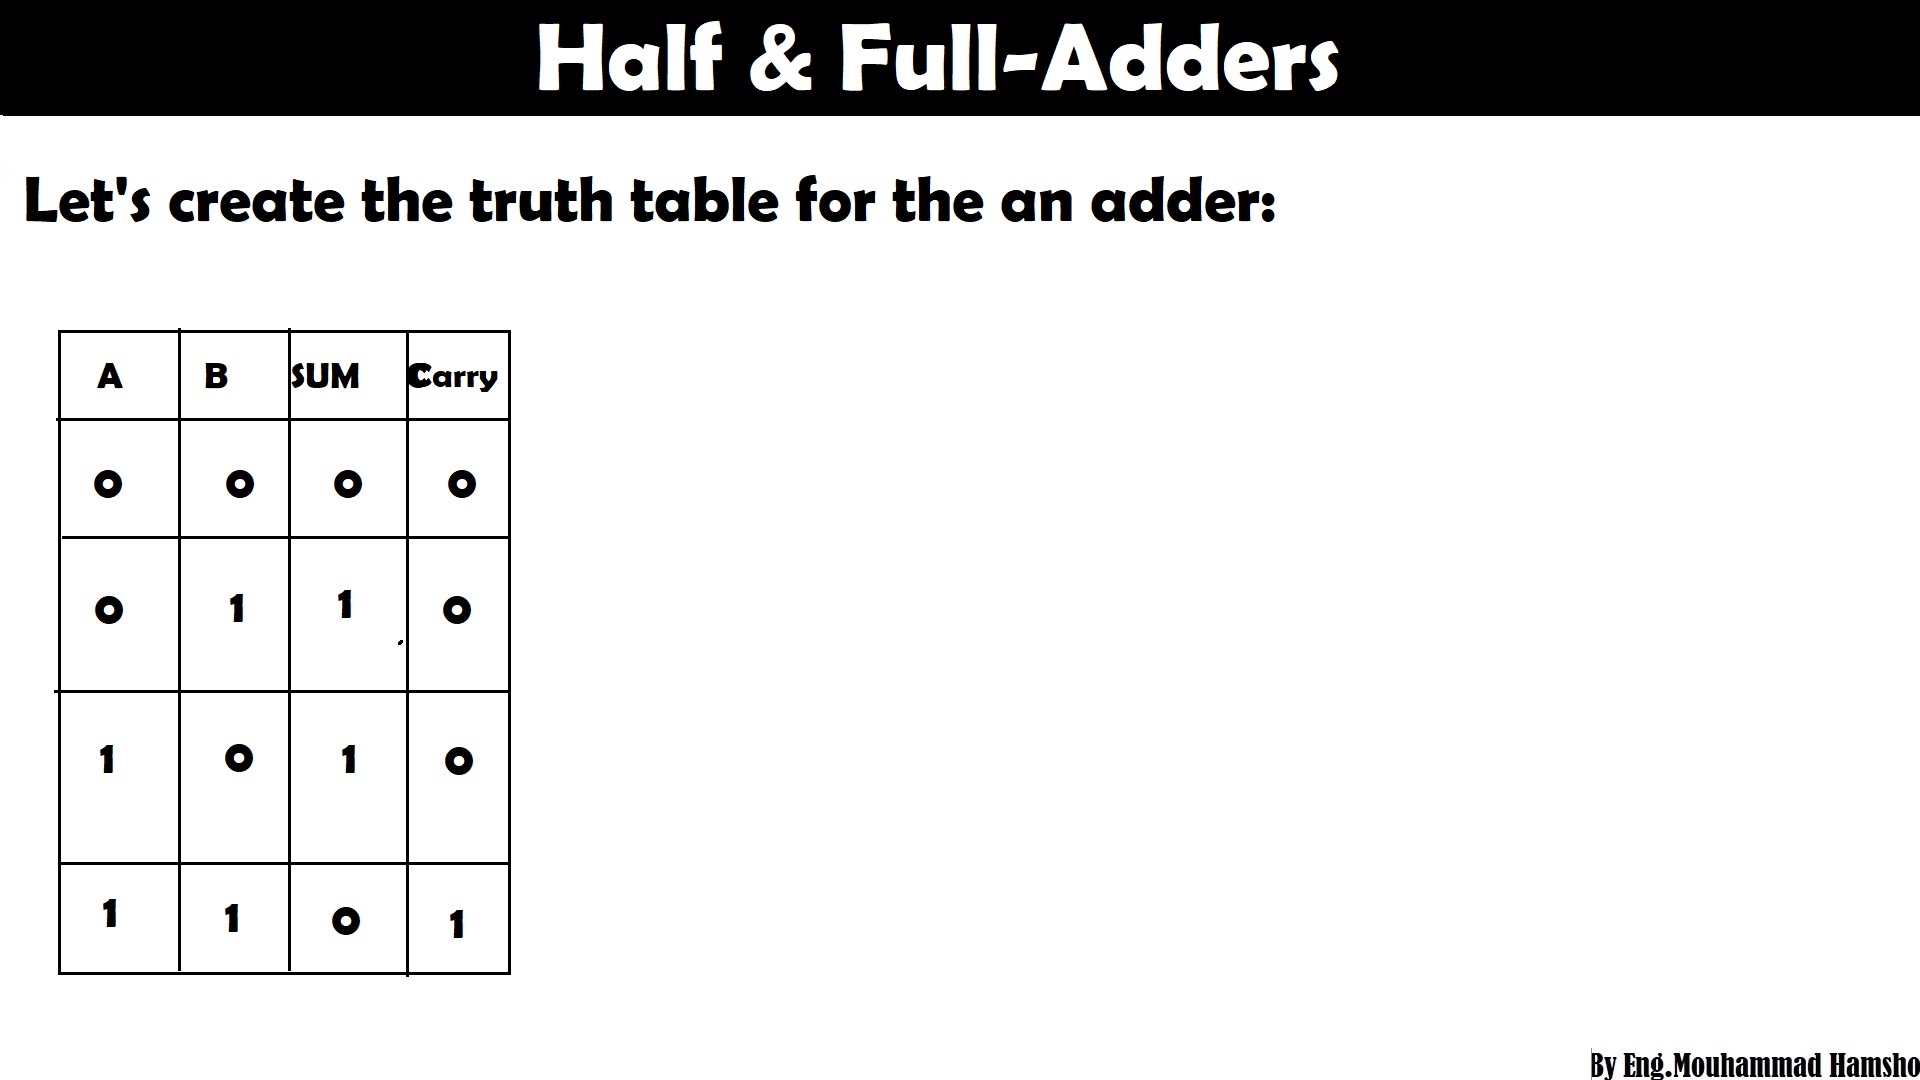 Half & Full-Adders
Let's create the truth table for the an adder:
A B SUM Carry
0 0 0 0
0 1 1 0
1 0 1 0
1 1 0 1
By Eng.Mouhammad Hamsho